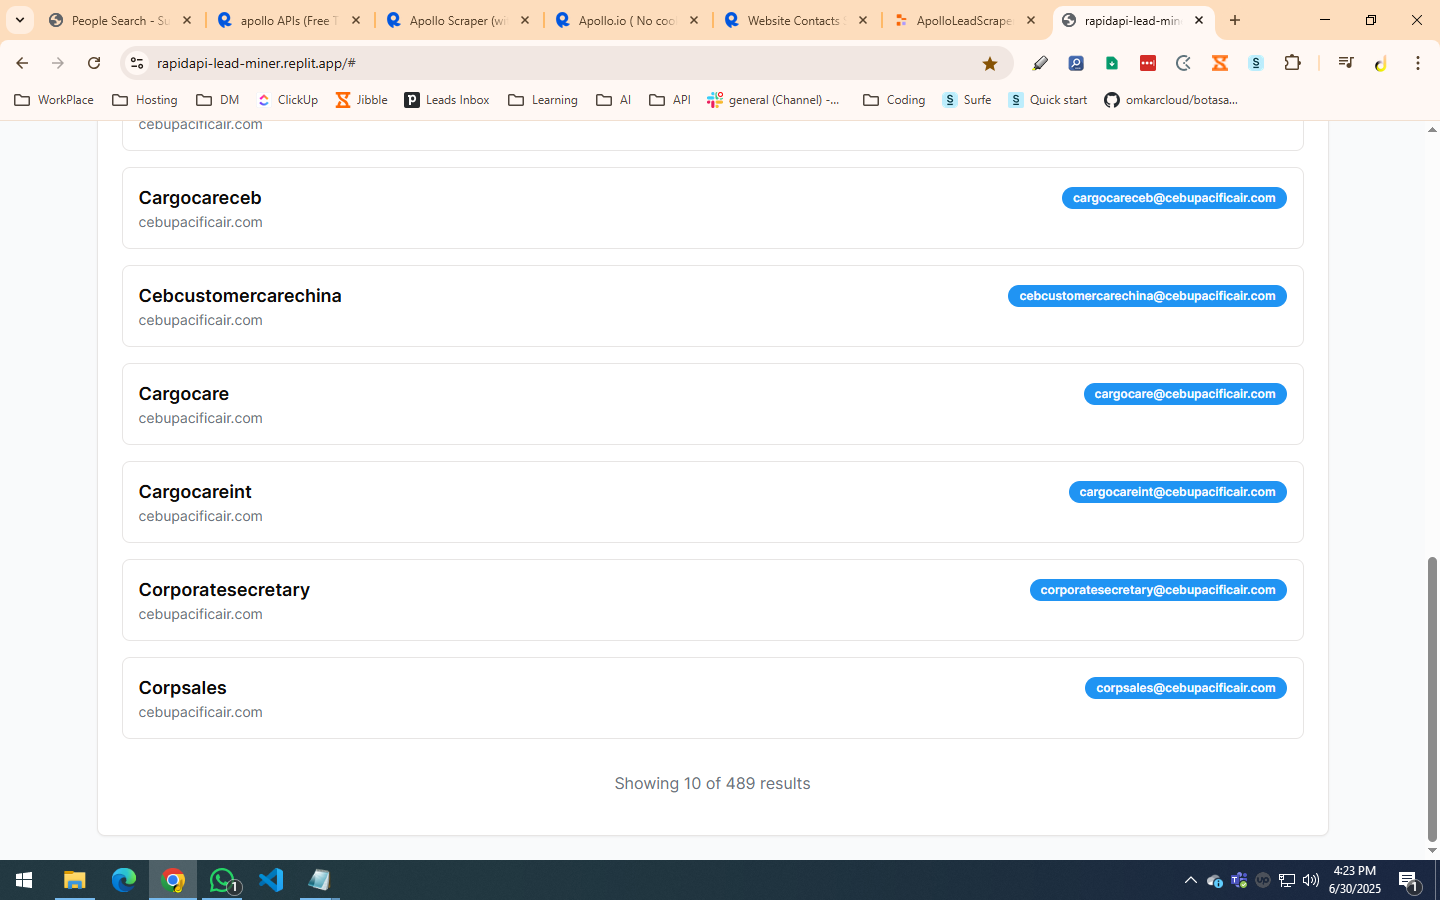 People Search - Su
apollo APIs (Free T
Apollo Scraper (wi
Apollo.io ( No cool
Website Contacts S
ApolloLeadScrape
rapidapi-lead-min
rapidapi-lead-miner.replit.app/#
WorkPlace
Hosting
DM
ClickUp
Jibble
Leads Inbox
Learning
AI
API
general (Channel) -...
Coding
Surfe
Quick start
omkarcloud/botasa...
cebupacificair.com
Cargocareceb
cargocareceb@cebupacificair.com
cebupacificair.com
Cebcustomercarechina
cebcustomercarechina@cebupacificair.com
cebupacificair.com
Cargocare
cargocare@cebupacificair.com
cebupacificair.com
Cargocareint
cargocareint@cebupacificair.com
cebupacificair.com
Corporatesecretary
corporatesecretary@cebupacificair.com
cebupacificair.com
Corpsales
corpsales@cebupacificair.com
cebupacificair.com
Showing 10 of 489 results
1
4:23 PM
6/30/2025
1